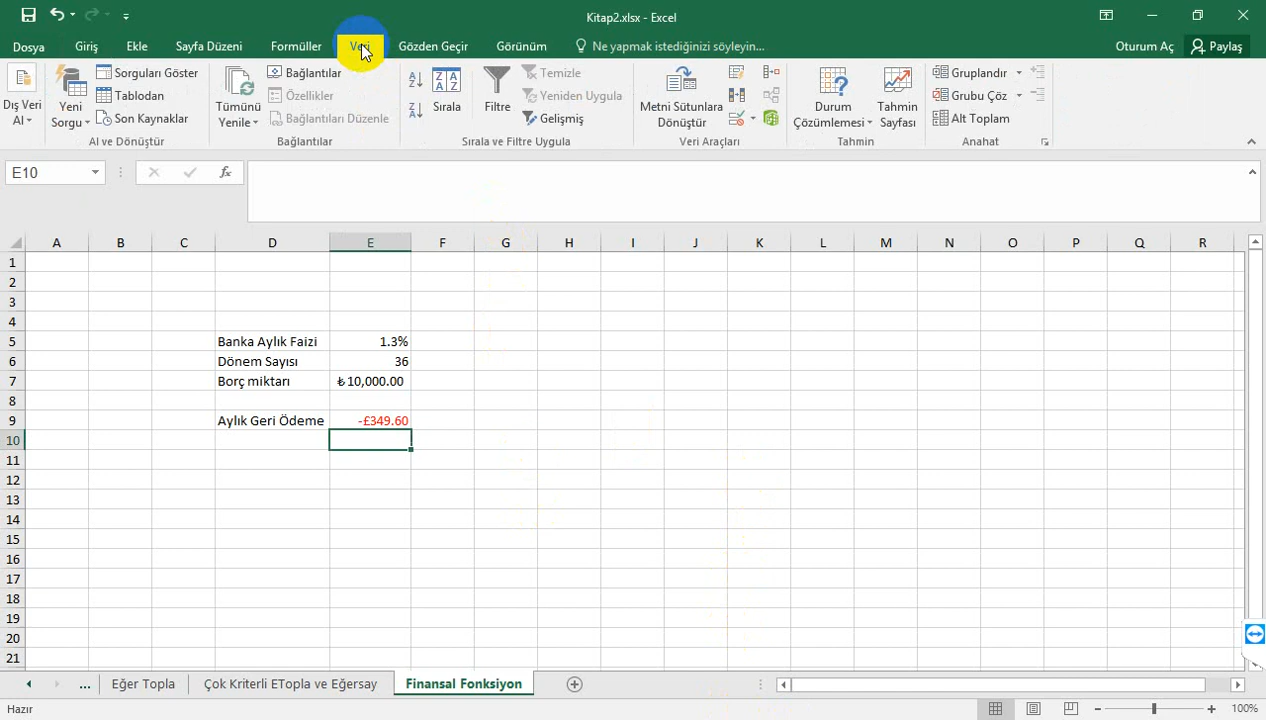 Kitap2.xlsx - Excel
Dosya Giriş Ekle Sayfa Düzeni Formüller Veri Gözden Geçir Görünüm Ne yapmak istediğinizi söyleyin... Oturum Aç Paylaş
Dış Veri Al
Yeni Sorgu
Sorguları Göster
Tablodan
Son Kaynaklar
Al ve Dönüştür
Tümünü Yenile
Bağlantılar
Özellikler
Bağlantıları Düzenle
Bağlantılar
Sırala
Filtre
Temizle
Yeniden Uygula
Gelişmiş
Sırala ve Filtre Uygula
Metni Sütunlara Dönüştür
Veri Araçları
Durum Çözümlemesi
Tahmin Sayfası
Tahmin
Gruplandır
Grubu Çöz
Alt Toplam
Anahat
E10 fx
A B C D E F G H I J K L M N O P Q R
1
2
3
4
5 Banka Aylık Faizi 1.3%
6 Dönem Sayısı 36
7 Borç miktarı ₺10,000.00
8
9 Aylık Geri Ödeme -£349.60
10
11
12
13
14
15
16
17
18
19
20
21
... Eğer Topla Çok Kriterli ETopla ve Eğersay Finansal Fonksiyon
Hazır 100%